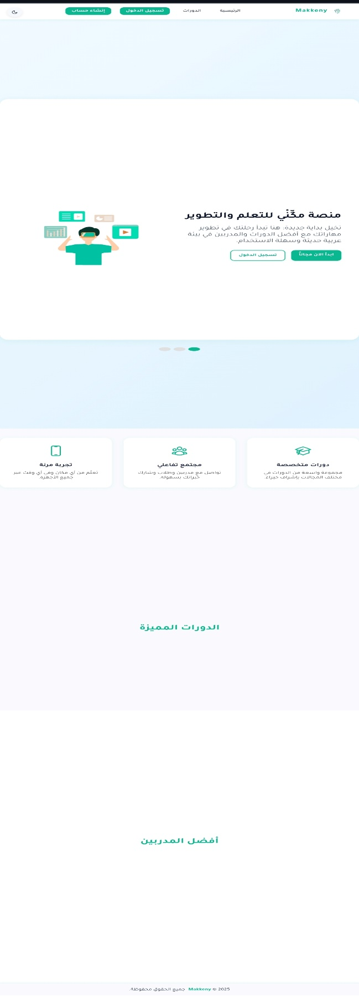 Makkeny
الرئيسية
الدورات
تسجيل الدخول
إنشاء حساب
منصة مكّنّي للتعلم والتطوير
تخيل بداية جديدة: هنا تبدأ رحلتك في تطوير
مهاراتك مع أفضل الدورات والمدربين في بيئة
عربية حديثة وسهلة الاستخدام.
ابدأ الآن مجاناً
تسجيل الدخول
دورات متخصصة
مجموعة واسعة من الدورات في
مختلف المجالات بإشراف خبراء.
مجتمع تفاعلي
تواصل مع مدربين وطلاب وشارك
خبراتك بسهولة.
تجربة مرنة
تعلّم من أي مكان وفي أي وقت عبر
جميع الأجهزة.
الدورات المميزة
أفضل المدربين
2025 © Makkeny جميع الحقوق محفوظة.